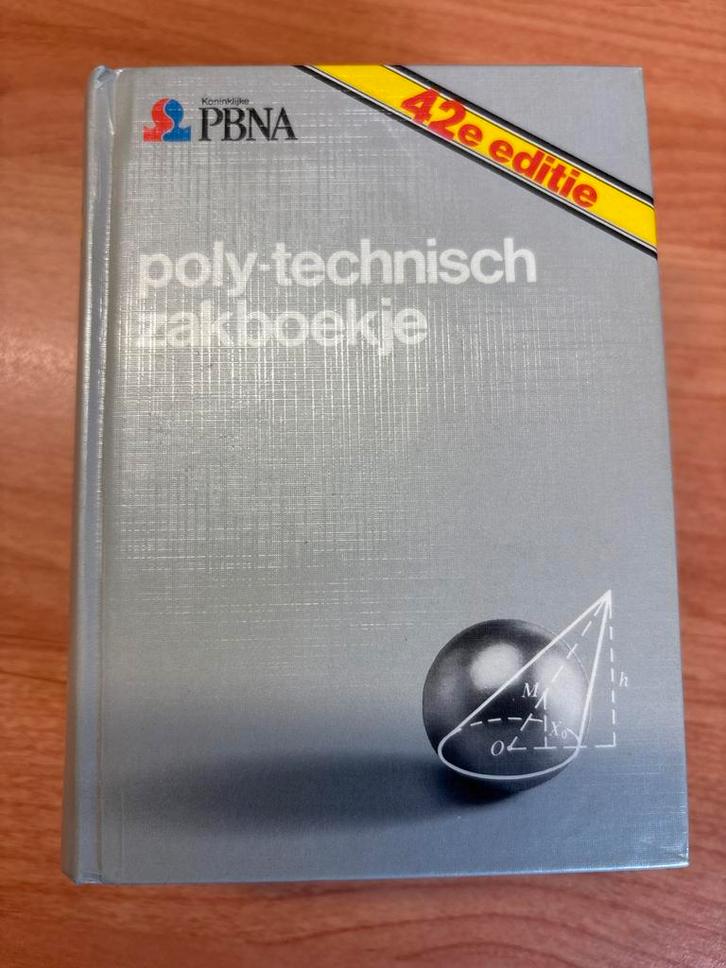 Koninklijke
PBNA
42e editie
poly-technisch
zakboekje
h
M
X₀
O